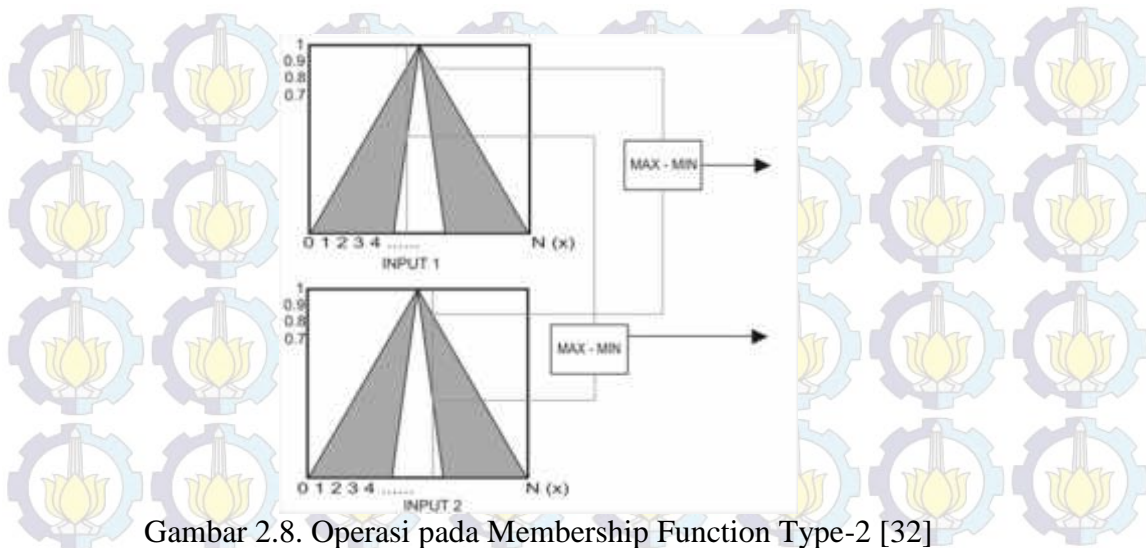 1
0.9
0.8
0.7
0 1 2 3 4 ...... N (x)
INPUT 1
MAX - MIN
1
0.9
0.8
0.7
MAX - MIN
0 1 2 3 4 ...... N (x)
INPUT 2
Gambar 2.8. Operasi pada Membership Function Type-2 [32]